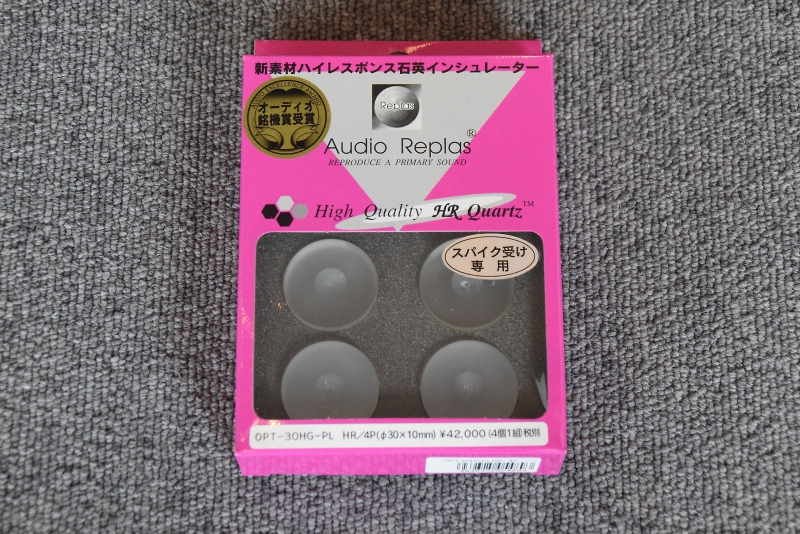 新素材ハイレスポンス石英インシュレーター
AUDIO EXCELLENCE AWARD
オーディオ
銘機賞受賞
Replas
Audio Replas®
REPRODUCE A PRIMARY SOUND
High Quality HR Quartz™
スパイク受け
専用
OPT-30HG-PL HR/4P(φ30×10mm) ¥42,000(4個1組)税別